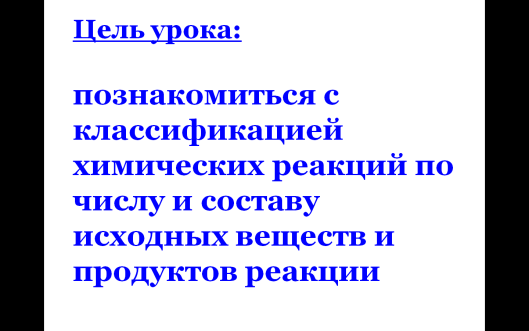 Цель урока:
познакомиться с
классификацией
химических реакций по
числу и составу
исходных веществ и
продуктов реакции